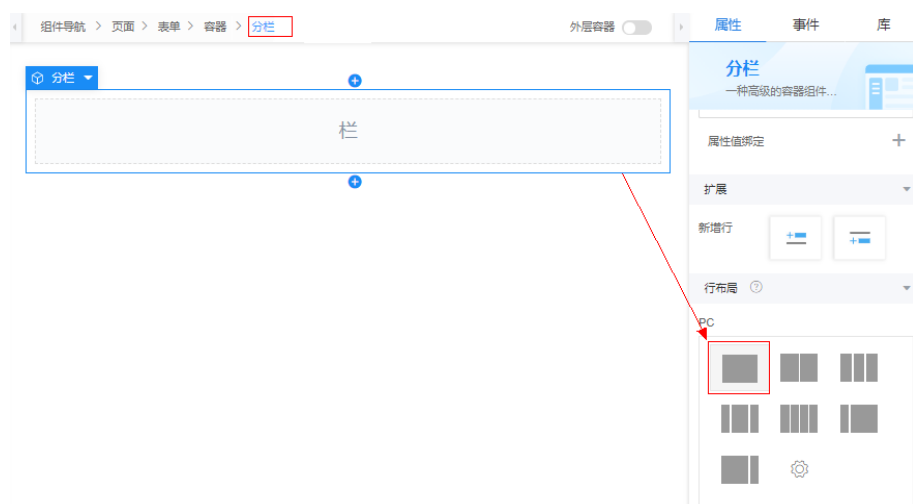 组件导航 > 页面 > 表单 > 容器 > 分栏
外层容器
属性 事件 库
分栏
栏
分栏
一种高级的容器组件...
属性值绑定
扩展
新增行
行布局
PC